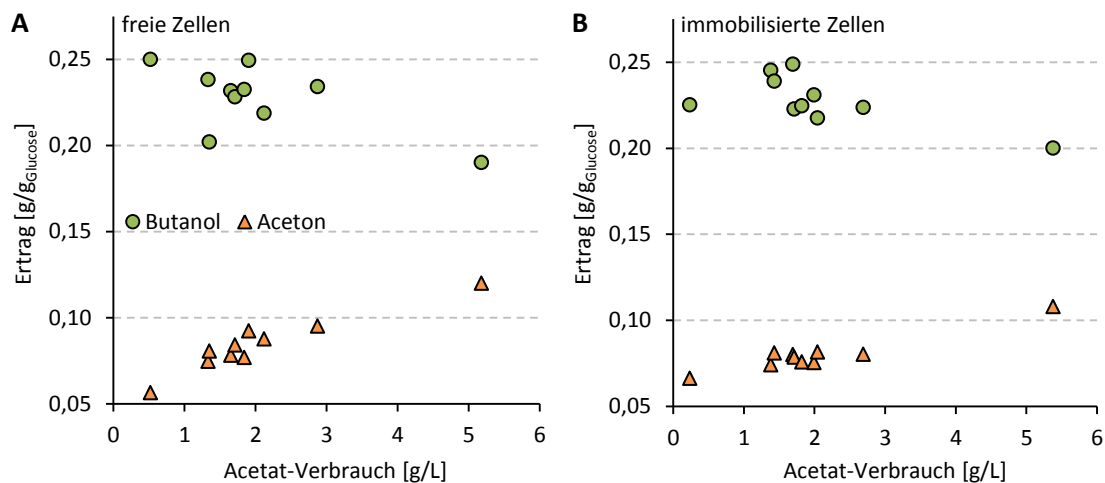 A
freie Zellen
0,25
0,20
0,15
0,10
0,05
Ertrag [g/gGlucose]
Butanol
Aceton
0 1 2 3 4 5 6
Acetat-Verbrauch [g/L]
B
immobilisierte Zellen
0,25
0,20
0,15
0,10
0,05
Ertrag [g/gGlucose]
0 1 2 3 4 5 6
Acetat-Verbrauch [g/L]